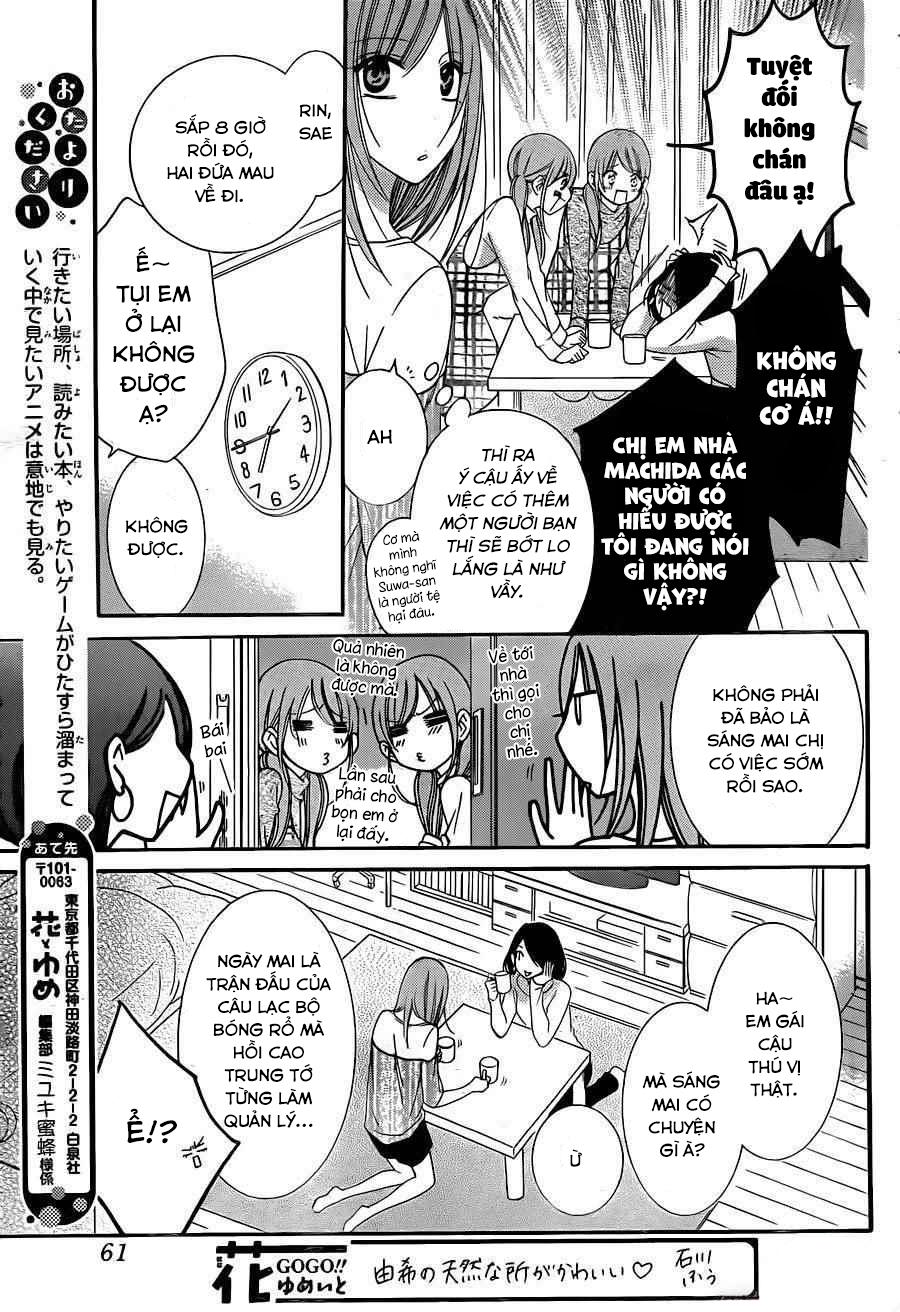 Tuyệt
đối
không
chán
đâu ạ!
KHÔNG
CHÁN
CƠ Á!!
CHỊ EM NHÀ
MACHIDA CÁC
NGƯỜI CÓ
HIỂU ĐƯỢC
TÔI ĐANG NÓI
GÌ KHÔNG
VẬY?!
THÌ RA
Ý CẬU ẤY VỀ
VIỆC CÓ THÊM
MỘT NGƯỜI BẠN
THÌ SẼ BỚT LO
LẮNG LÀ NHƯ
VẦY.
Cơ mà
mình
không nghĩ
Suwa-san
là người tệ
hại đâu.
AH
RIN,
SAE
SẮP 8 GIỜ
RỒI ĐÓ,
HAI ĐỨA MAU
VỀ ĐI.
Ế~
TỤI EM
Ở LẠI
KHÔNG
ĐƯỢC
Ạ?
12
1
2
3
4
5
6
7
8
9
10
11
KHÔNG
ĐƯỢC.
KHÔNG PHẢI
ĐÃ BẢO LÀ
SÁNG MAI CHỊ
CÓ VIỆC SỚM
RỒI SAO.
Về tới
nhà
thì gọi
cho
chị
nhé.
Quả nhiên
là không
được mà.
Lần sau
phải cho
bọn em ở
lại đấy.
Bái
bai
HA~
EM GÁI
CẬU
THÚ VỊ
THẬT.
MÀ SÁNG
MAI CÓ
CHUYỆN
GÌ À?
Ừ
NGÀY MAI LÀ
TRẬN ĐẤU CỦA
CÂU LẠC BỘ
BÓNG RỔ MÀ
HỒI CAO
TRUNG TỚ
TỪNG LÀM
QUẢN LÝ...
Ể!?
おたより
ください
行きたい場所、読みたい本、やりたいゲームがひたすら溜まって
いく中で見たいアニメは意地でも見る。
あて先
〒101-
0063
東京都千代田区神田淡路町2-2-2 白泉社
花とゆめ 編集部 ミユキ蜜蜂様係
61
花
GOGO!!
ゆめいと
由希の天然な所がかわいい♡
石川
ふう